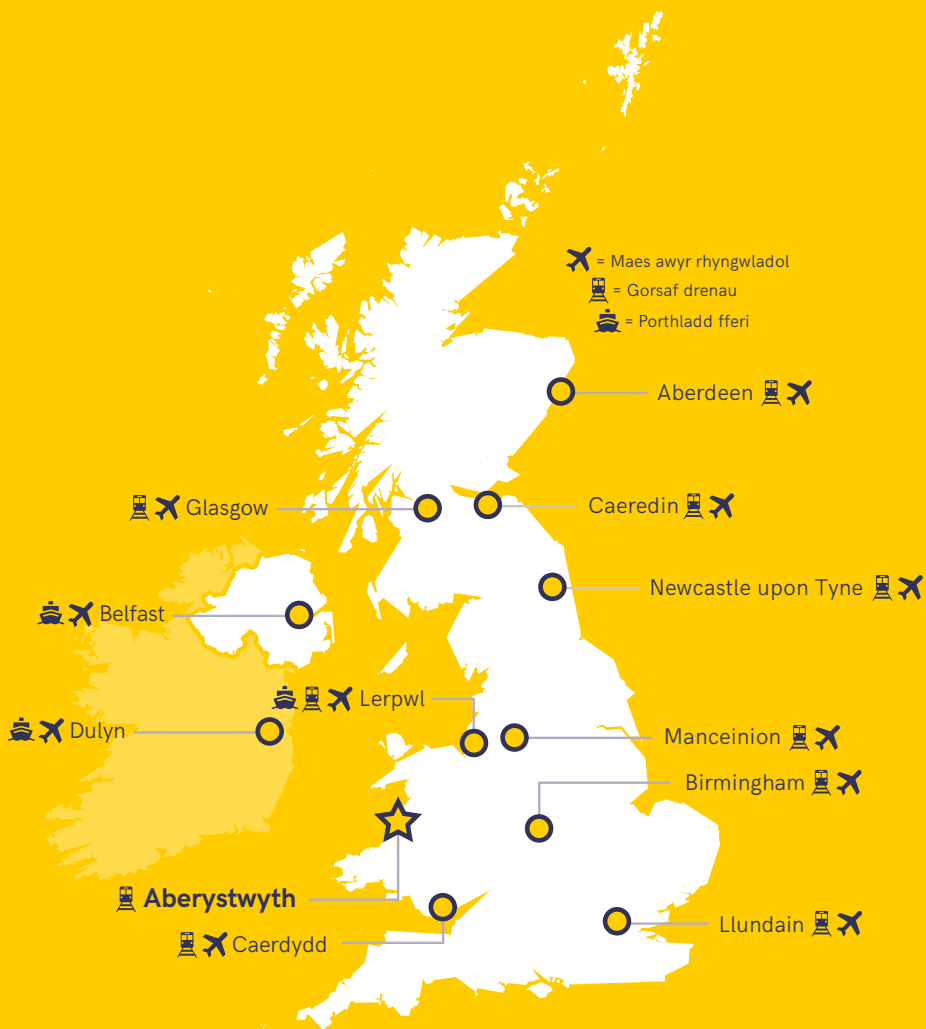 = Maes awyr rhyngwladol
= Gorsaf drenau
= Porthladd fferi
Aberdeen
Glasgow
Caeredin
Newcastle upon Tyne
Belfast
Lerpwl
Dulyn
Manceinion
Birmingham
Aberystwyth
Llundain
Caerdydd